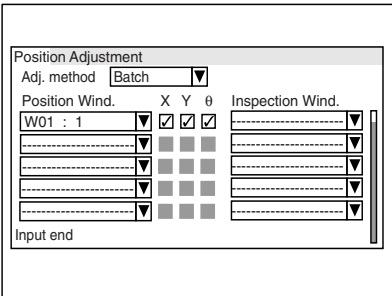 Position Adjustment
Adj. method Batch
Position Wind. X Y θ Inspection Wind.
W01 : 1 ----------------
---------------- ----------------
---------------- ----------------
---------------- ----------------
---------------- ----------------
Input end